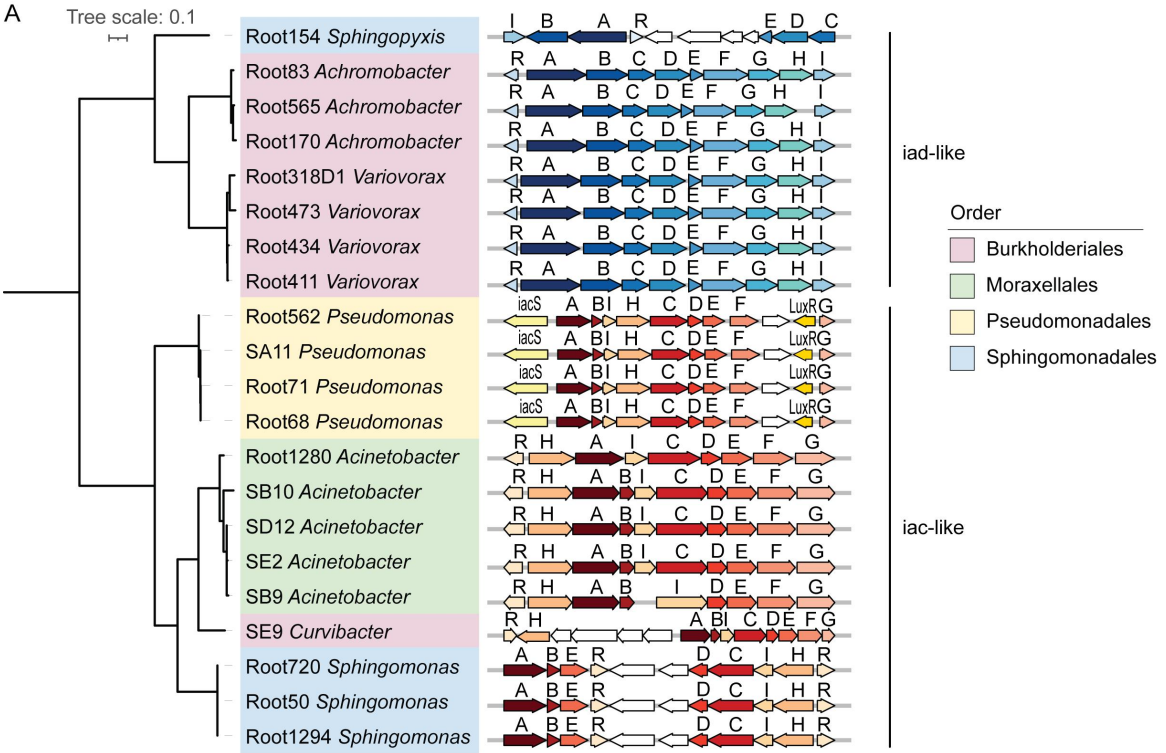 A
Tree scale: 0.1
I B A R E D C
Root154 Sphingopyxis
R A B C D E F G H I
Root83 Achromobacter
R A B C D E F G H I
Root565 Achromobacter
R A B C D E F G H I
Root170 Achromobacter
R A B C D E F G H I
Root318D1 Variovorax
R A B C D E F G H I
Root473 Variovorax
R A B C D E F G H I
Root434 Variovorax
R A B C D E F G H I
Root411 Variovorax
iacS A B I H C D E F LuxR G
Root562 Pseudomonas
iacS A B I H C D E F LuxR G
SA11 Pseudomonas
iacS A B I H C D E F LuxR G
Root71 Pseudomonas
iacS A B I H C D E F LuxR G
Root68 Pseudomonas
R H A I C D E F G
Root1280 Acinetobacter
R H A B I C D E F G
SB10 Acinetobacter
R H A B I C D E F G
SD12 Acinetobacter
R H A B I C D E F G
SE2 Acinetobacter
R H A B I D E F G
SB9 Acinetobacter
R H A B I C D E F G
SE9 Curvibacter
A B E R D C I H R
Root720 Sphingomonas
A B E R D C I H R
Root50 Sphingomonas
A B E R D C I H R
Root1294 Sphingomonas
iad-like
iac-like
Order
Burkholderiales
Moraxellales
Pseudomonadales
Sphingomonadales